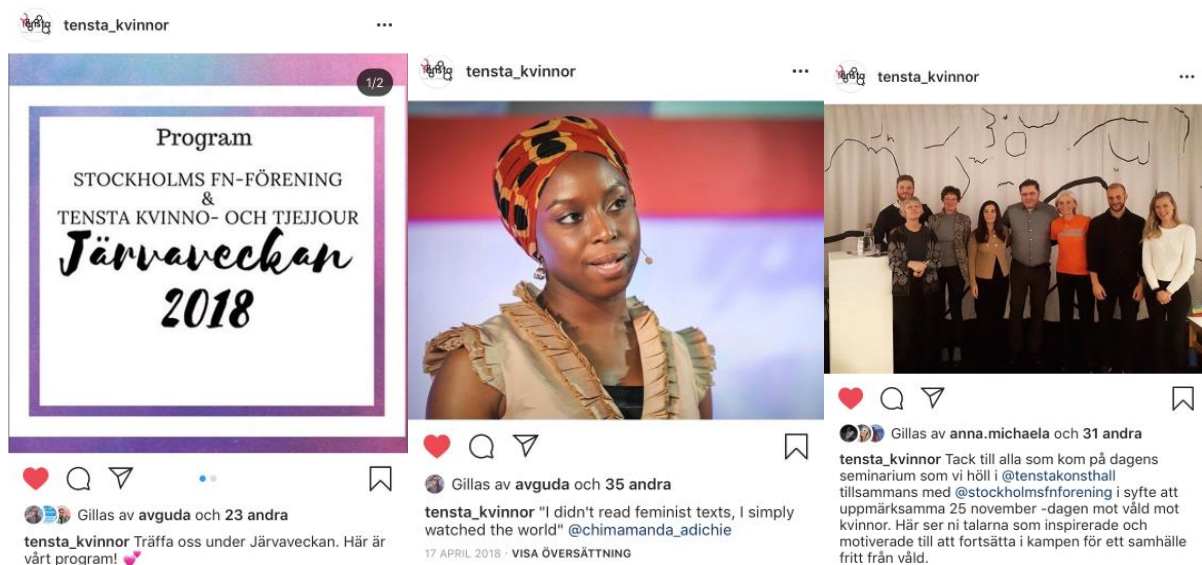 tensta_kvinnor
1/2
Program
STOCKHOLMS FN-FÖRENING
&
TENSTA KVINNO- OCH TJEJJOUR
Järvaveckan
2018
Gillas av avguda och 23 andra
tensta_kvinnor Träffa oss under Järvaveckan. Här är
vårt program! 💕
tensta_kvinnor
Gillas av avguda och 35 andra
tensta_kvinnor "I didn't read feminist texts, I simply
watched the world" @chimamanda_adichie
17 APRIL 2018 · VISA ÖVERSÄTTNING
tensta_kvinnor
Gillas av anna.michaela och 31 andra
tensta_kvinnor Tack till alla som kom på dagens
seminarium som vi höll i @tenstakonsthall
tillsammans med @stockholmsfnforening i syfte att
uppmärksamma 25 november -dagen mot våld mot
kvinnor. Här ser ni talarna som inspirerade och
motiverade till att fortsätta i kampen för ett samhälle
fritt från våld.